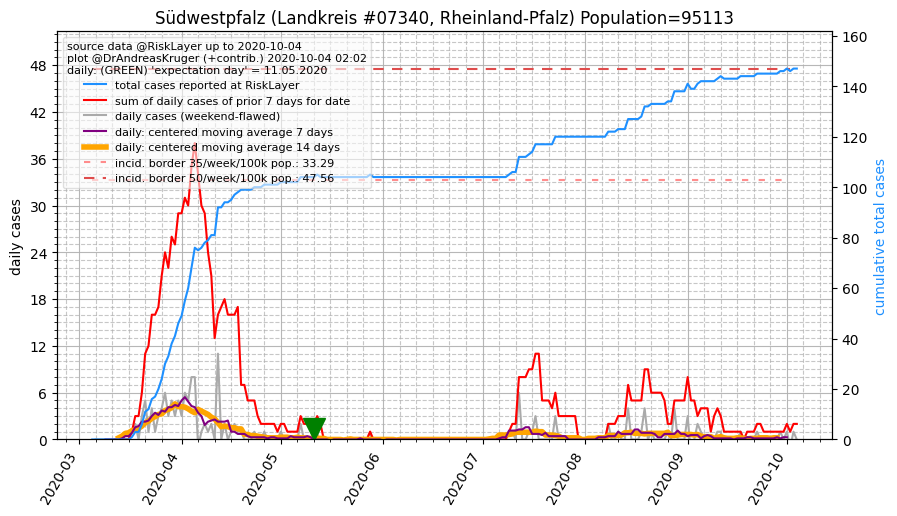 Südwestpfalz (Landkreis #07340, Rheinland-Pfalz) Population=95113
source data @RiskLayer up to 2020-10-04
plot @DrAndreasKruger (+contrib.) 2020-10-04 02:02
daily: (GREEN) 'expectation day' = 11.05.2020
total cases reported at RiskLayer
sum of daily cases of prior 7 days for date
daily cases (weekend-flawed)
daily: centered moving average 7 days
daily: centered moving average 14 days
incid. border 35/week/100k pop.: 33.29
incid. border 50/week/100k pop.: 47.56
daily cases
48
42
36
30
24
18
12
6
0
cumulative total cases
160
140
120
100
80
60
40
20
0
2020-03
2020-04
2020-05
2020-06
2020-07
2020-08
2020-09
2020-10